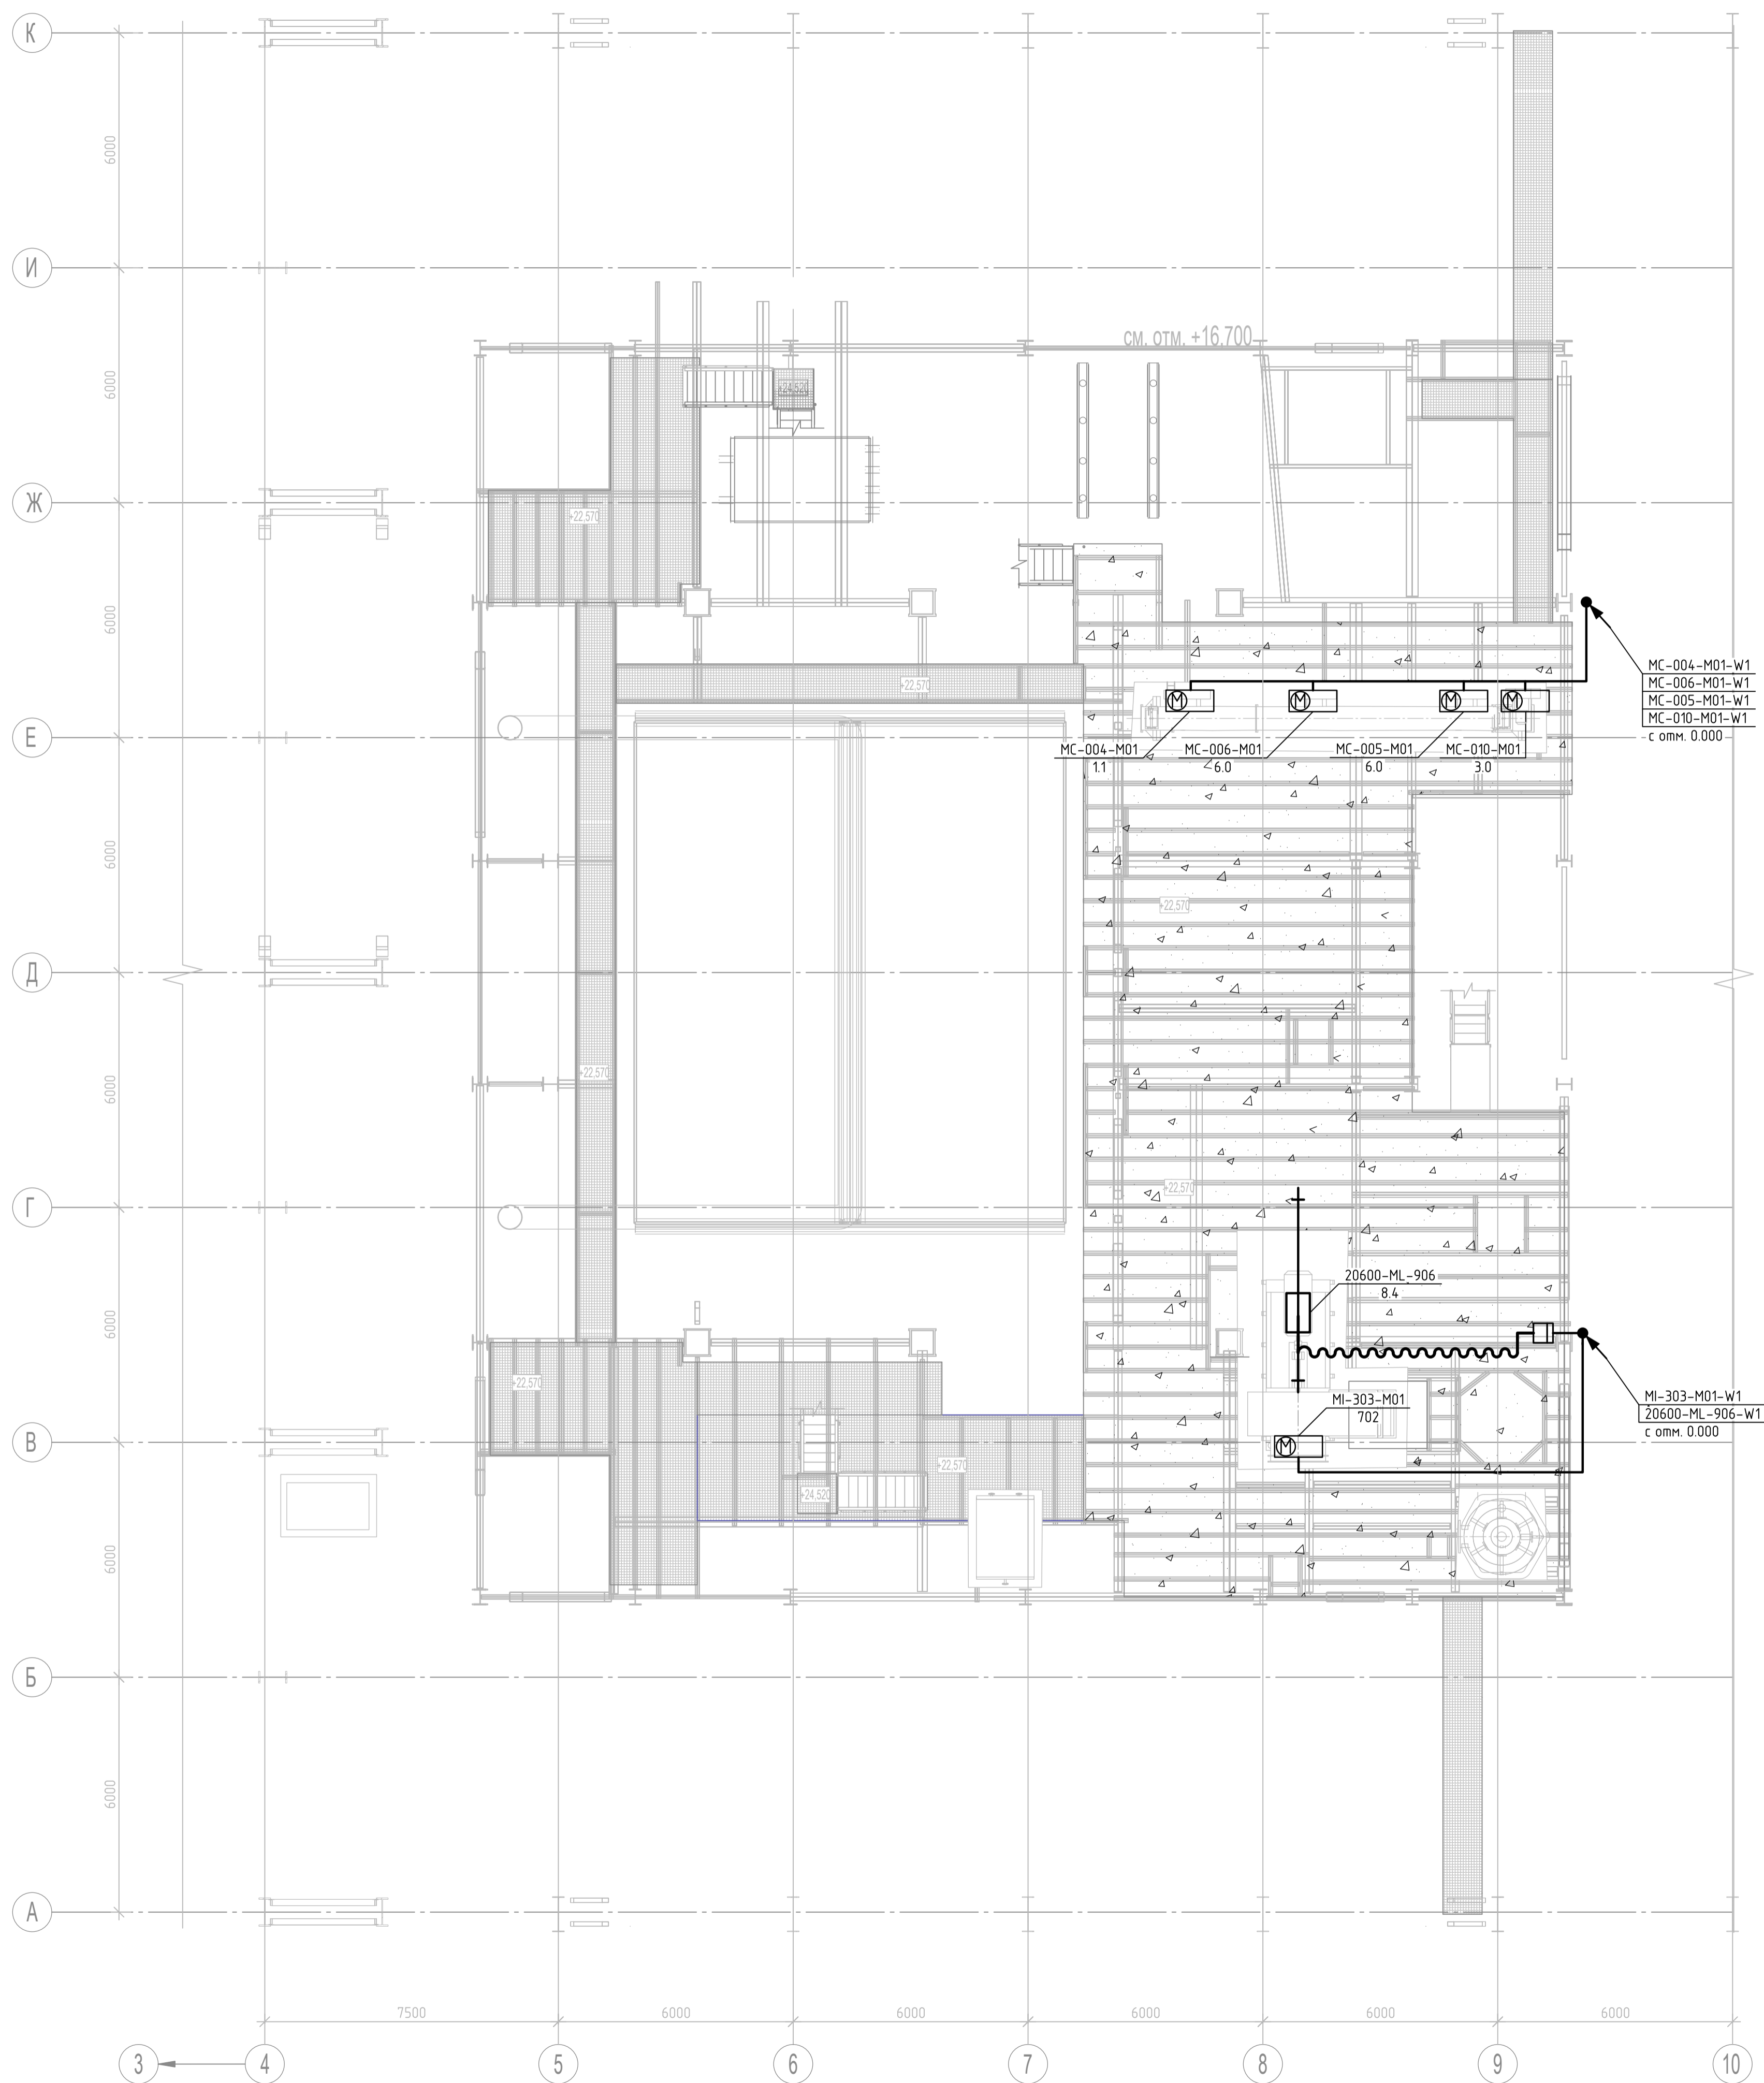 К
6000
И
СМ. ОТМ. +16,700
+24,520
6000
Ж
+22,570
6000
MC-004-M01-W1
MC-006-M01-W1
MC-005-M01-W1
MC-010-M01-W1
с отм. 0.000
+22,570
Е
MC-004-M01
1.1
MC-006-M01
6.0
MC-005-M01
6.0
MC-010-M01
3.0
М
М
М
М
6000
+22,570
Д
6000
+22,570
+22,570
Г
20600-ML-906
8.4
6000
+22,570
MI-303-M01
702
М
MI-303-M01-W1
20600-ML-906-W1
с отм. 0.000
В
+22,570
+24,520
6000
Б
6000
А
7500
6000
6000
6000
6000
6000
3
4
5
6
7
8
9
10